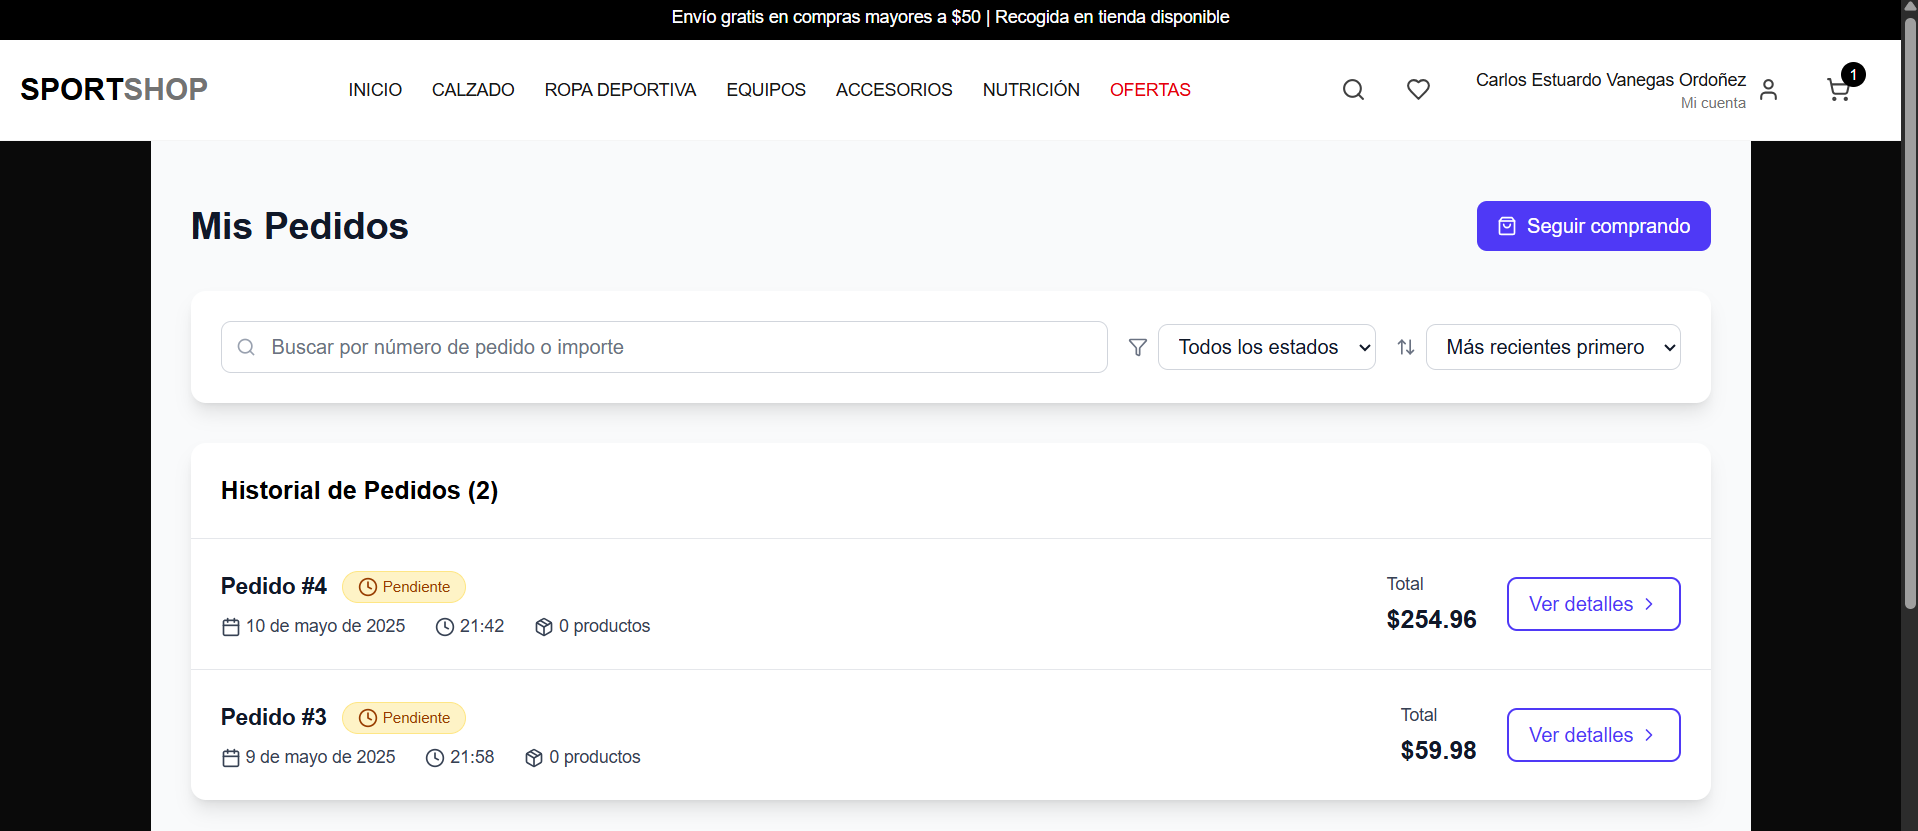 Envío gratis en compras mayores a $50 | Recogida en tienda disponible
SPORTSHOP
INICIO CALZADO ROPA DEPORTIVA EQUIPOS ACCESORIOS NUTRICIÓN OFERTAS
Carlos Estuardo Vanegas Ordoñez
Mi cuenta
1
Mis Pedidos
Seguir comprando
Buscar por número de pedido o importe
Todos los estados
Más recientes primero
Historial de Pedidos (2)
Pedido #4 Pendiente
10 de mayo de 2025 21:42 0 productos
Total
$254.96
Ver detalles
Pedido #3 Pendiente
9 de mayo de 2025 21:58 0 productos
Total
$59.98
Ver detalles